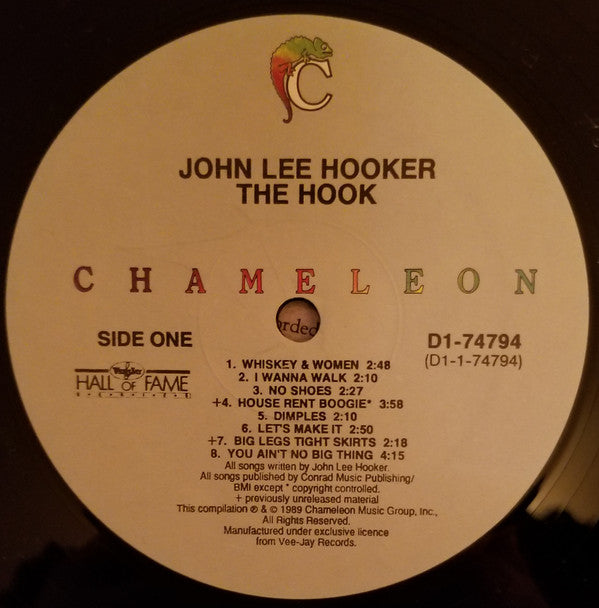 C
JOHN LEE HOOKER
THE HOOK
CHAMELEON
orded
SIDE ONE
D1-74794
(D1-1-74794)
Wrangler
HALL OF FAME
SERIES
1. WHISKEY & WOMEN 2:48
2. I WANNA WALK 2:10
3. NO SHOES 2:27
+4. HOUSE RENT BOOGIE* 3:58
5. DIMPLES 2:10
6. LET'S MAKE IT 2:50
+7. BIG LEGS TIGHT SKIRTS 2:18
8. YOU AIN'T NO BIG THING 4:15
All songs written by John Lee Hooker.
All songs published by Conrad Music Publishing/
BMI except * copyright controlled.
+ previously unreleased material
This compilation ℗ & © 1989 Chameleon Music Group, Inc.,
All Rights Reserved.
Manufactured under exclusive licence
from Vee-Jay Records.